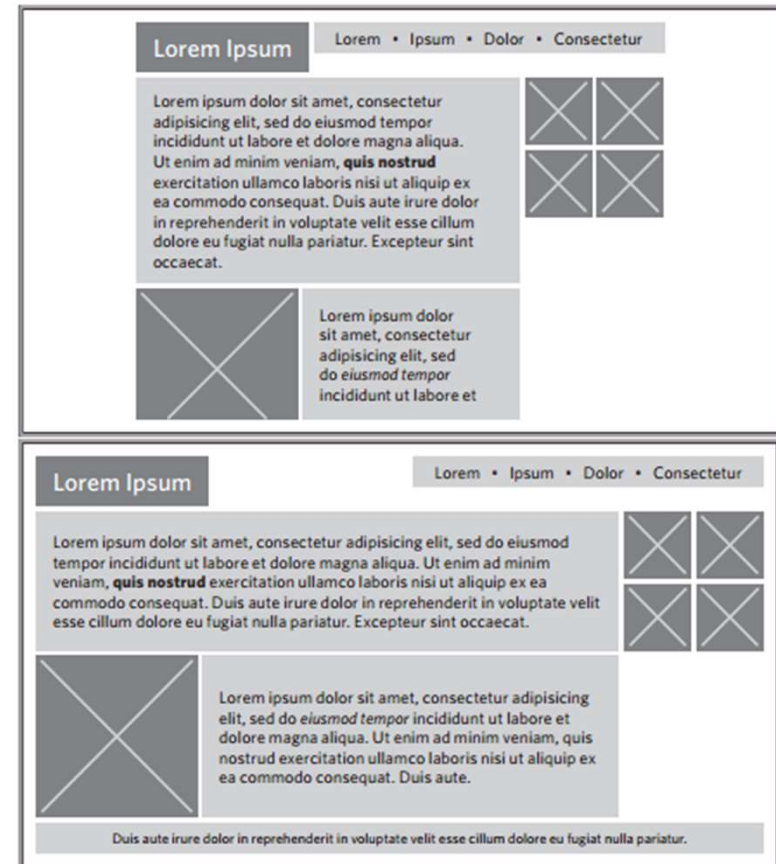 Lorem Ipsum
Lorem • Ipsum • Dolor • Consectetur
Lorem ipsum dolor sit amet, consectetur
adipisicing elit, sed do eiusmod tempor
incididunt ut labore et dolore magna aliqua.
Ut enim ad minim veniam, quis nostrud
exercitation ullamco laboris nisi ut aliquip ex
ea commodo consequat. Duis aute irure dolor
in reprehenderit in voluptate velit esse cillum
dolore eu fugiat nulla pariatur. Excepteur sint
occaecat.
Lorem ipsum dolor
sit amet, consectetur
adipisicing elit, sed
do eiusmod tempor
incididunt ut labore et
Lorem Ipsum
Lorem • Ipsum • Dolor • Consectetur
Lorem ipsum dolor sit amet, consectetur adipisicing elit, sed do eiusmod
tempor incididunt ut labore et dolore magna aliqua. Ut enim ad minim
veniam, quis nostrud exercitation ullamco laboris nisi ut aliquip ex ea
commodo consequat. Duis aute irure dolor in reprehenderit in voluptate velit
esse cillum dolore eu fugiat nulla pariatur. Excepteur sint occaecat.
Lorem ipsum dolor sit amet, consectetur adipisicing
elit, sed do eiusmod tempor incididunt ut labore et
dolore magna aliqua. Ut enim ad minim veniam, quis
nostrud exercitation ullamco laboris nisi ut aliquip ex
ea commodo consequat. Duis aute.
Duis aute irure dolor in reprehenderit in voluptate velit esse cillum dolore eu fugiat nulla pariatur.